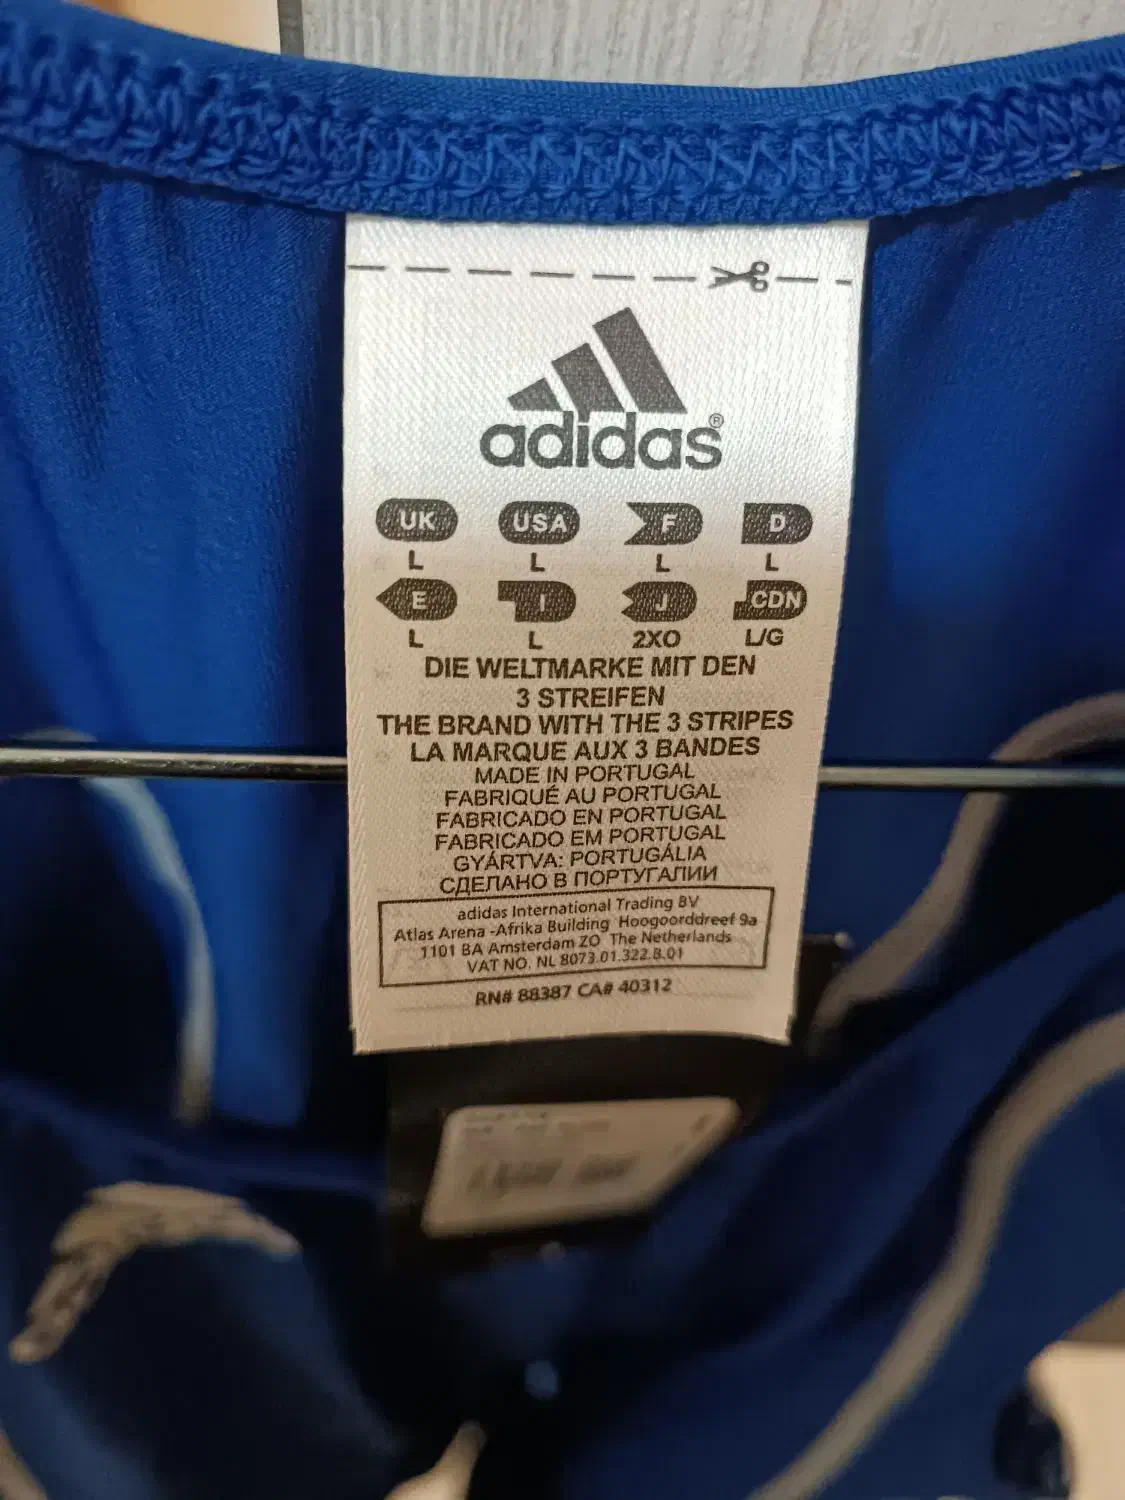 adidas®
UK USA F D
L L L L
E I J CDN
L L 2XO L/G
DIE WELTMARKE MIT DEN
3 STREIFEN
THE BRAND WITH THE 3 STRIPES
LA MARQUE AUX 3 BANDES
MADE IN PORTUGAL
FABRIQUÉ AU PORTUGAL
FABRICADO EN PORTUGAL
FABRICADO EM PORTUGAL
GYÁRTVA: PORTUGÁLIA
СДЕЛАНО В ПОРТУГАЛИИ
adidas International Trading BV
Atlas Arena -Afrika Building Hoogoorddreef 9a
1101 BA Amsterdam ZO The Netherlands
VAT NO. NL 8073.01.322.B.01
RN# 88387 CA# 40312